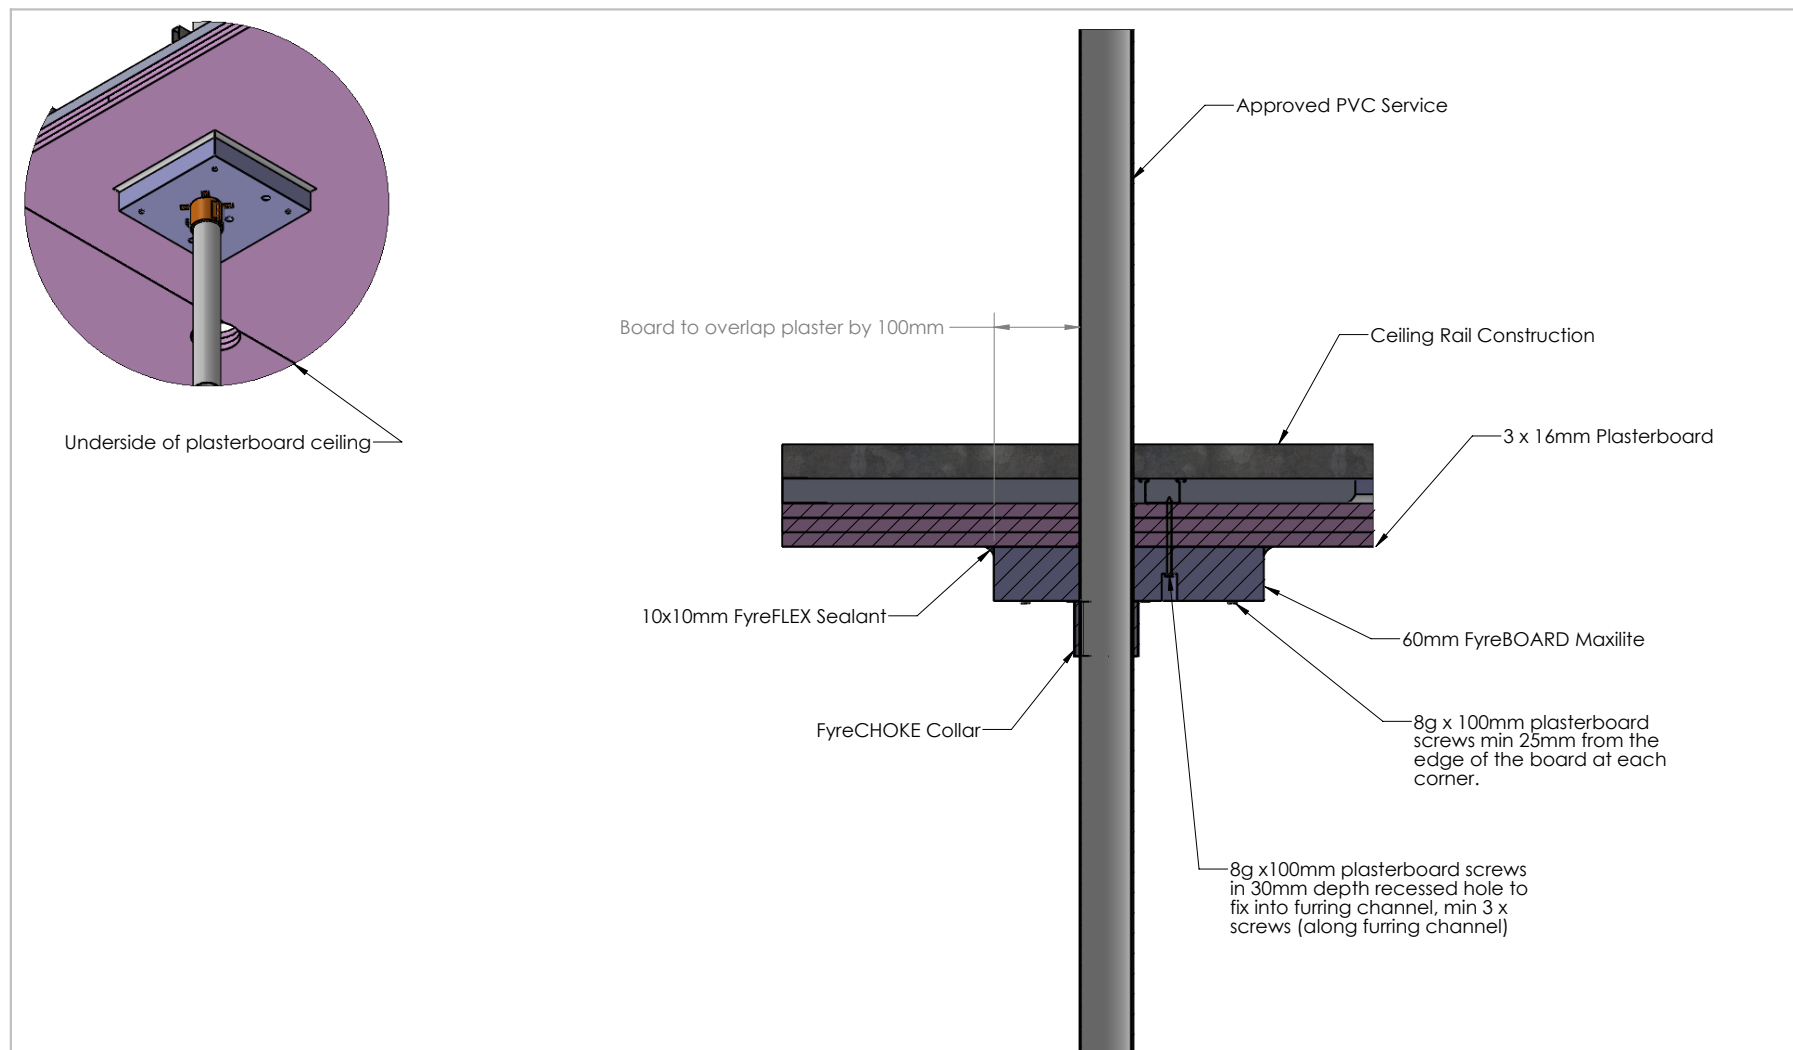 Approved PVC Service
Board to overlap plaster by 100mm
Ceiling Rail Construction
Underside of plasterboard ceiling
3 x 16mm Plasterboard
10x10mm FyreFLEX Sealant
60mm FyreBOARD Maxilite
FyreCHOKE Collar
8g x 100mm plasterboard
screws min 25mm from the
edge of the board at each
corner.
8g x100mm plasterboard screws
in 30mm depth recessed hole to
fix into furring channel, min 3 x
screws (along furring channel)